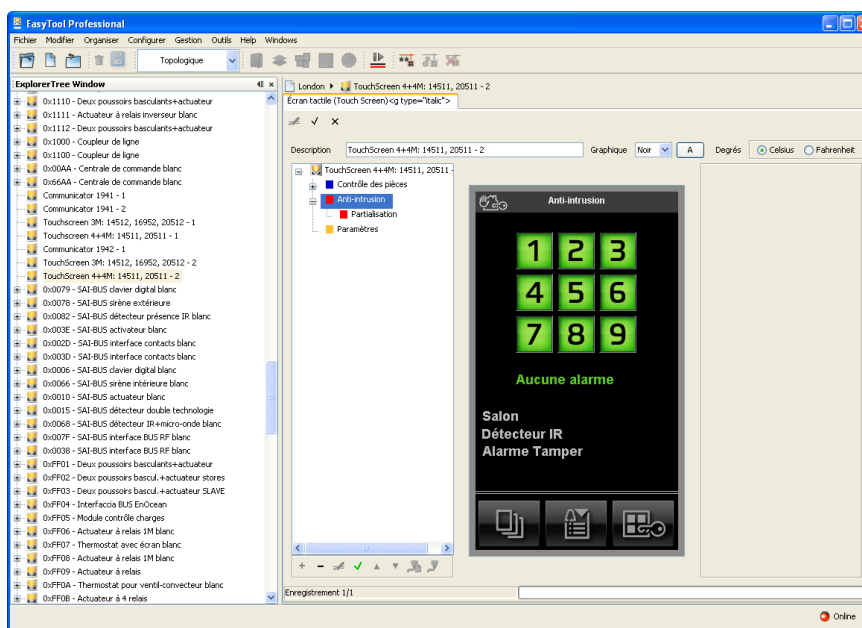 EasyTool Professional
Fichier Modifier Organiser Configurer Gestion Outils Help Windows
Topologique
ExplorerTree Window
0x1110 - Deux poussoirs basculants+actuateur
0x1111 - Actuateur à relais inverseur blanc
0x1112 - Deux poussoirs basculants+actuateur
0x1000 - Coupleur de ligne
0x1100 - Coupleur de ligne
0x00AA - Centrale de commande blanc
0x66AA - Centrale de commande blanc
Communicator 1941 - 1
Communicator 1941 - 2
Touchscreen 3M: 14512, 16952, 20512 - 1
Touchscreen 4+4M: 14511, 20511 - 1
Communicator 1942 - 1
TouchScreen 3M: 14512, 16952, 20512 - 2
TouchScreen 4+4M: 14511, 20511 - 2
0x0079 - SAI-BUS clavier digital blanc
0x0078 - SAI-BUS sirène extérieure
0x0082 - SAI-BUS détecteur présence IR blanc
0x003E - SAI-BUS activateur blanc
0x002D - SAI-BUS interface contacts blanc
0x003D - SAI-BUS interface contacts blanc
0x0006 - SAI-BUS clavier digital blanc
0x0066 - SAI-BUS sirène intérieure blanc
0x0010 - SAI-BUS actuateur blanc
0x0015 - SAI-BUS détecteur double technologie
0x0068 - SAI-BUS détecteur IR+micro-onde blanc
0x007F - SAI-BUS interface BUS RF blanc
0x0038 - SAI-BUS interface BUS RF blanc
0xFF01 - Deux poussoirs basculants+actuateur
0xFF02 - Deux poussoirs bascul.+actuateur stores
0xFF03 - Deux poussoirs bascul.+actuateur SLAVE
0xFF04 - Interfaccia BUS EnOcean
0xFF05 - Module contrôle charges
0xFF06 - Actuateur à relais 1M blanc
0xFF07 - Thermostat avec écran blanc
0xFF08 - Actuateur à relais 1M blanc
0xFF09 - Actuateur à relais
0xFF0A - Thermostat pour ventil-convecteur blanc
0xFF0B - Actuateur à 4 relais
London TouchScreen 4+4M: 14511, 20511 - 2
Écran tactile (Touch Screen)<g type="italic">
Description TouchScreen 4+4M: 14511, 20511 - 2 Graphique Noir A Degrés Celsius Fahrenheit
TouchScreen 4+4M: 14511, 20511 -
Contrôle des pièces
Anti-intrusion
Partialisation
Paramètres
Anti-intrusion
1 2 3
4 5 6
7 8 9
Aucune alarme
Salon
Détecteur IR
Alarme Tamper
Enregistrement 1/1
Online